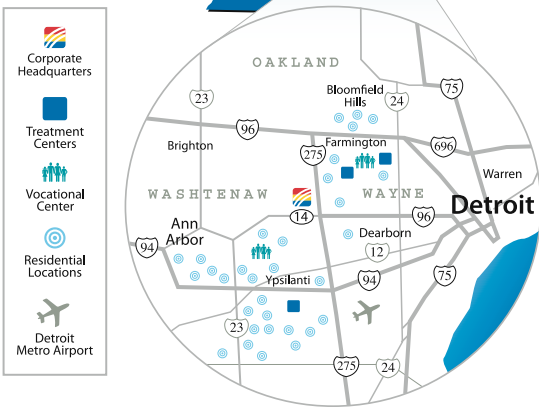 Corporate
Headquarters
Treatment
Centers
Vocational
Center
Residential
Locations
Detroit
Metro Airport
OAKLAND
Bloomfield
Hills
23
24
75
96
Brighton
275
Farmington
696
Warren
WASHTENAW
WAYNE
14
96
Detroit
Ann
Arbor
94
Dearborn
12
Ypsilanti
94
75
23
275
24